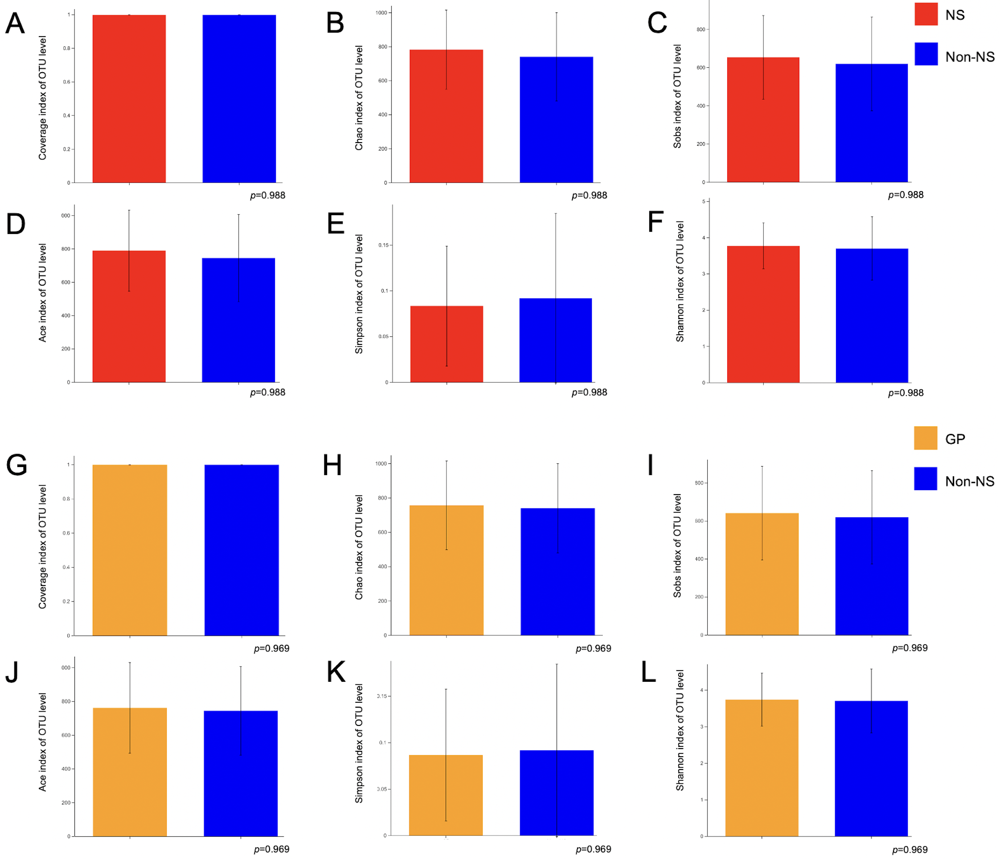 A
Coverage index of OTU level
1
0.8
0.6
0.4
0.2
0
p=0.988
B
Chao index of OTU level
1000
800
600
400
200
0
p=0.988
C
Sobs index of OTU level
800
600
400
200
0
p=0.988
NS
Non-NS
D
Ace index of OTU level
000
800
600
400
200
0
p=0.988
E
Simpson index of OTU level
0.15
0.1
0.05
0
p=0.988
F
Shannon index of OTU level
5
4
3
2
1
0
p=0.988
GP
Non-NS
G
Coverage index of OTU level
1
0.8
0.6
0.4
0.2
0
p=0.969
H
Chao index of OTU level
1000
800
600
400
200
0
p=0.969
I
Sobs index of OTU level
800
600
400
200
0
p=0.969
J
Ace index of OTU level
000
800
600
400
200
0
p=0.969
K
Simpson index of OTU level
0.15
0.1
0.05
0
p=0.969
L
Shannon index of OTU level
4
3
2
1
0
p=0.969